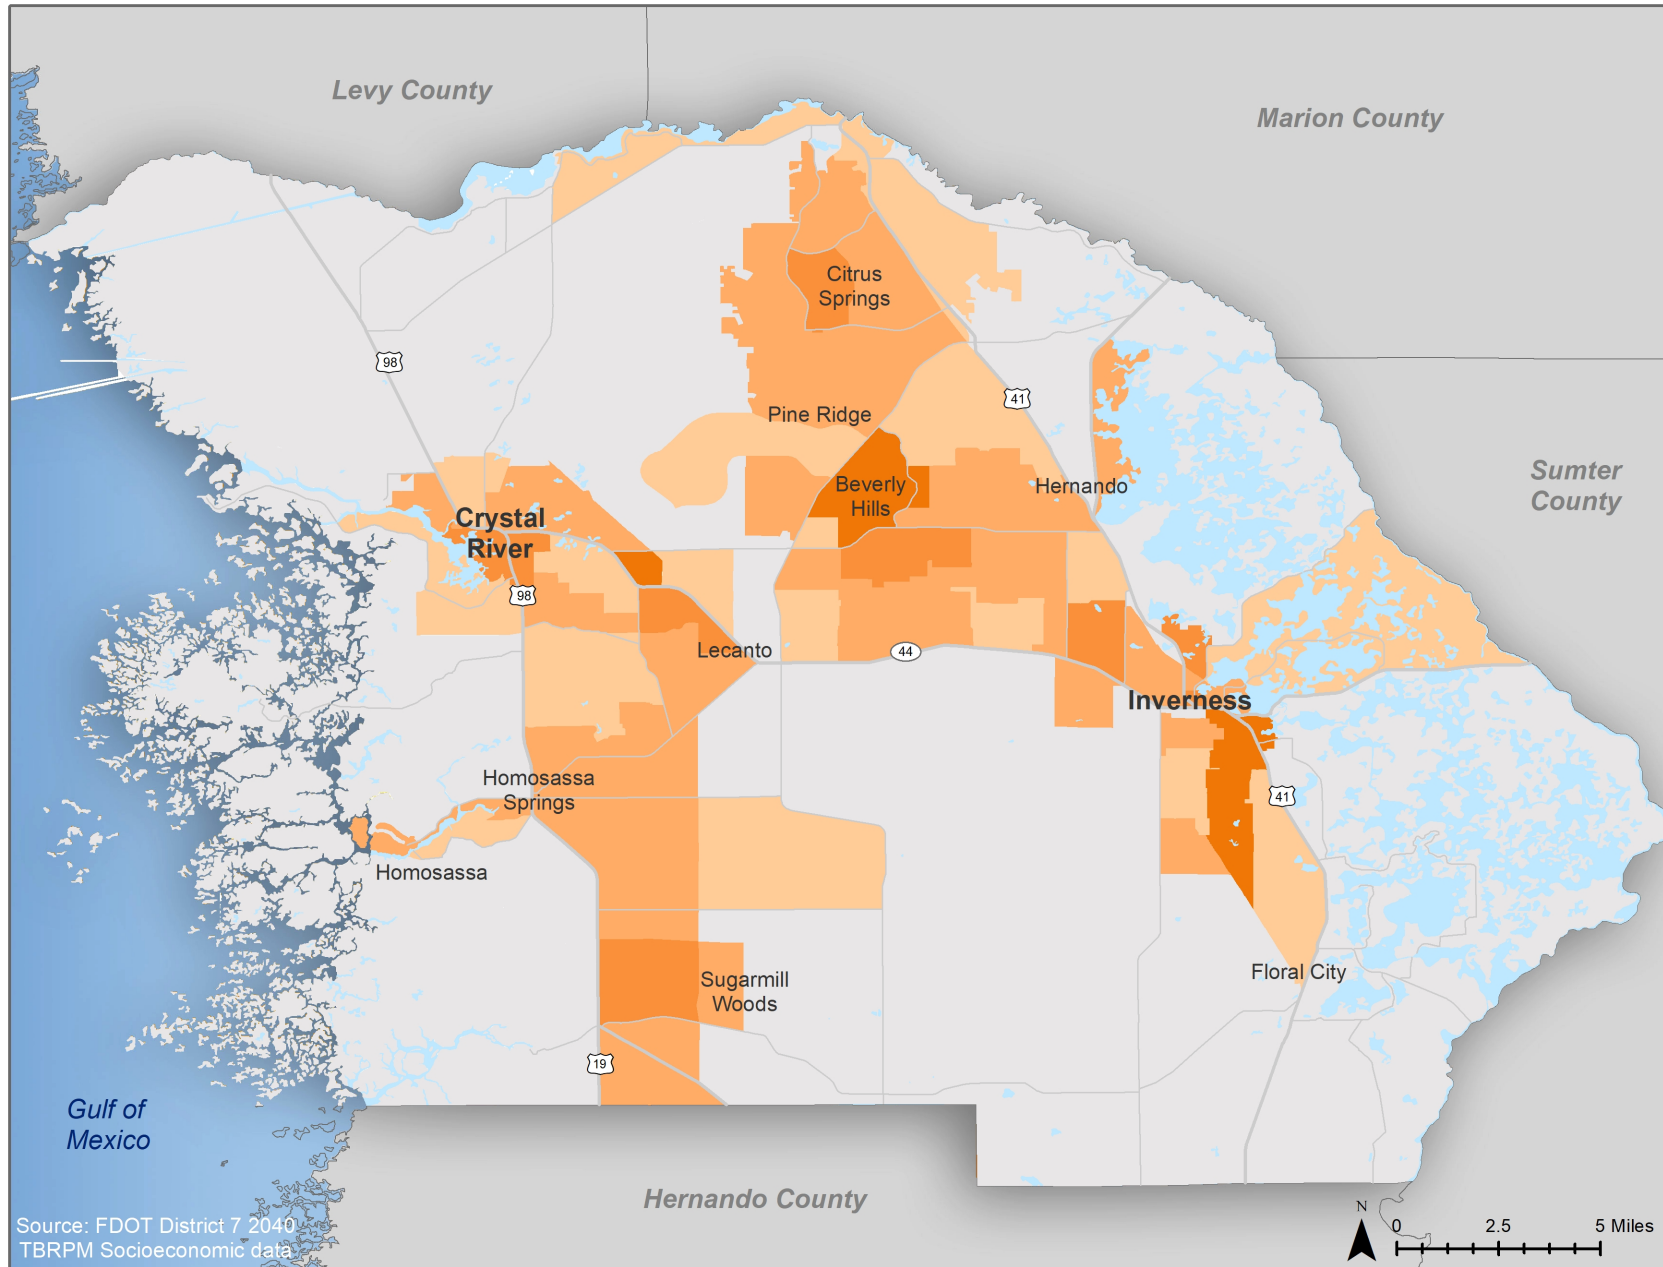 Levy County
Marion County
Citrus
Springs
98
41
Pine Ridge
Sumter
County
Beverly
Hills
Hernando
Crystal
River
98
Lecanto
44
Inverness
Homosassa
Springs
41
Homosassa
Floral City
Sugarmill
Woods
19
Gulf of
Mexico
Hernando County
N
Source: FDOT District 7 2040
TBRPM Socioeconomic data
0 2.5 5 Miles